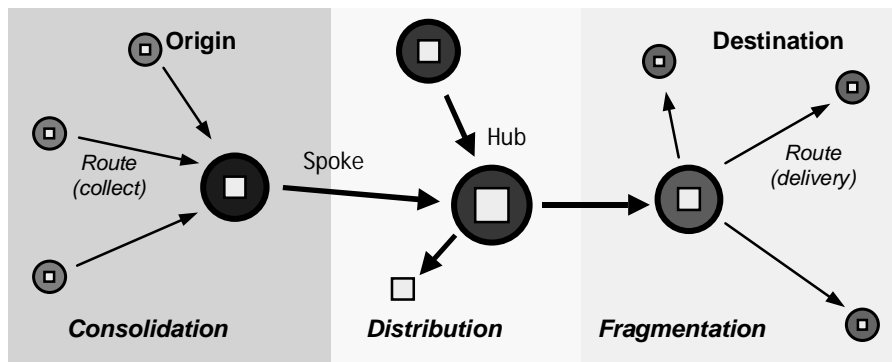 Origin
Destination
Hub
Spoke
Route
(collect)
Route
(delivery)
Consolidation
Distribution
Fragmentation